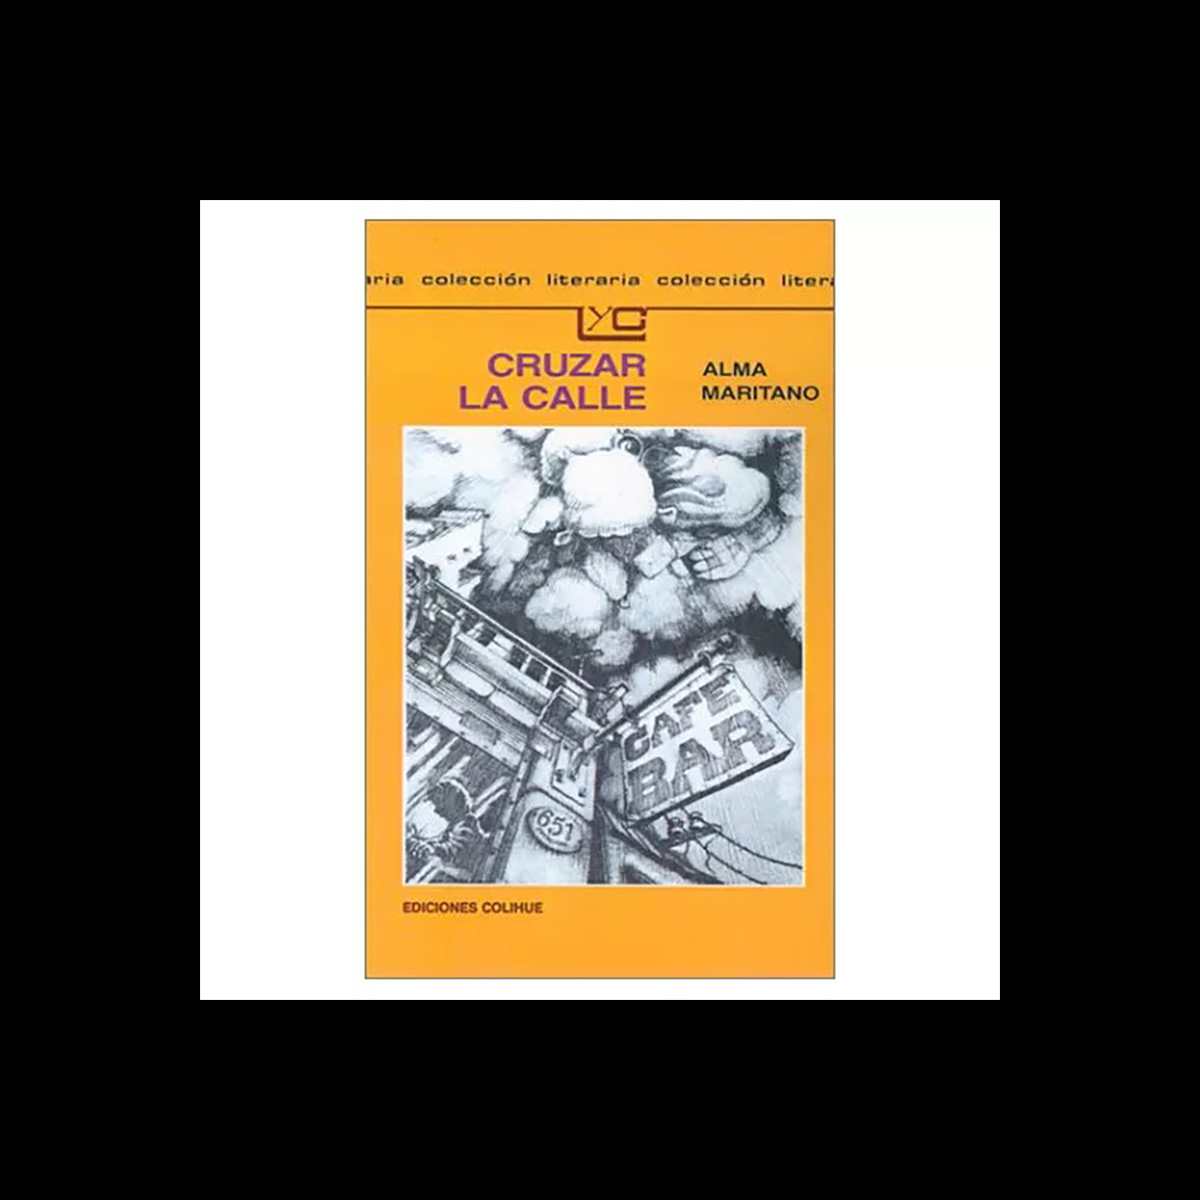 aria colección literaria colección litera
LyC
CRUZAR
LA CALLE
ALMA
MARITANO
CAFE
BAR
651
EDICIONES COLIHUE